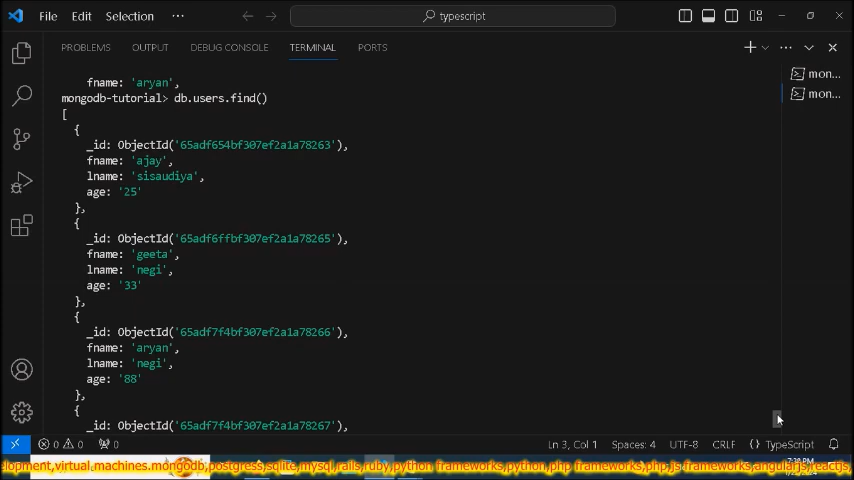 File Edit Selection ··· typescript
PROBLEMS OUTPUT DEBUG CONSOLE TERMINAL PORTS
fname: 'aryan',
mongodb-tutorial> db.users.find()
[
{
_id: ObjectId('65adf654bf307ef2a1a78263'),
fname: 'ajay',
lname: 'sisaudiya',
age: '25'
},
{
_id: ObjectId('65adf6ffbf307ef2a1a78265'),
fname: 'geeta',
lname: 'negi',
age: '33'
},
{
_id: ObjectId('65adf7f4bf307ef2a1a78266'),
fname: 'aryan',
lname: 'negi',
age: '88'
},
{
_id: ObjectId('65adf7f4bf307ef2a1a78267'),
mon...
mon...
0 0 0 Ln 3, Col 1 Spaces: 4 UTF-8 CRLF {} TypeScript
elopment,virtual machines.mongodb,postgress,sqlite,mysql,rails,ruby,python frameworks,python,php frameworks,php,js frameworks,angularjs,reactjs,